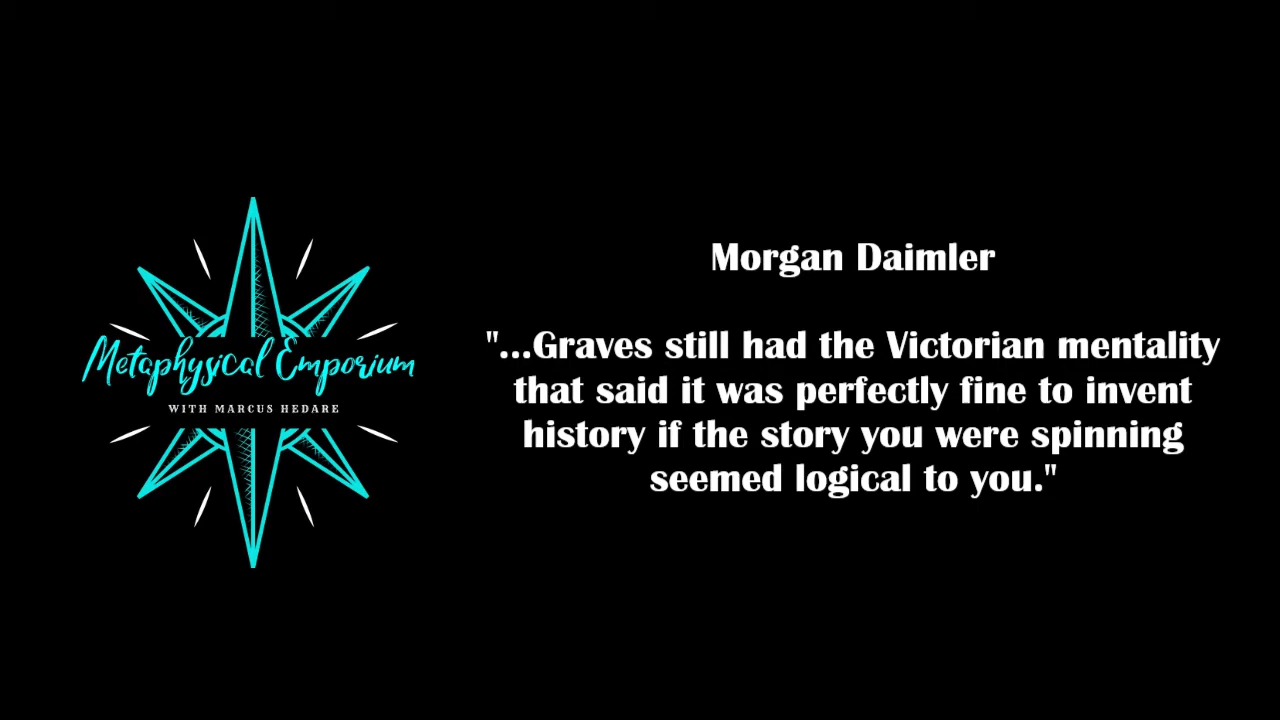 Metaphysical Emporium
WITH MARCUS HEDARE
Morgan Daimler
"...Graves still had the Victorian mentality
that said it was perfectly fine to invent
history if the story you were spinning
seemed logical to you."